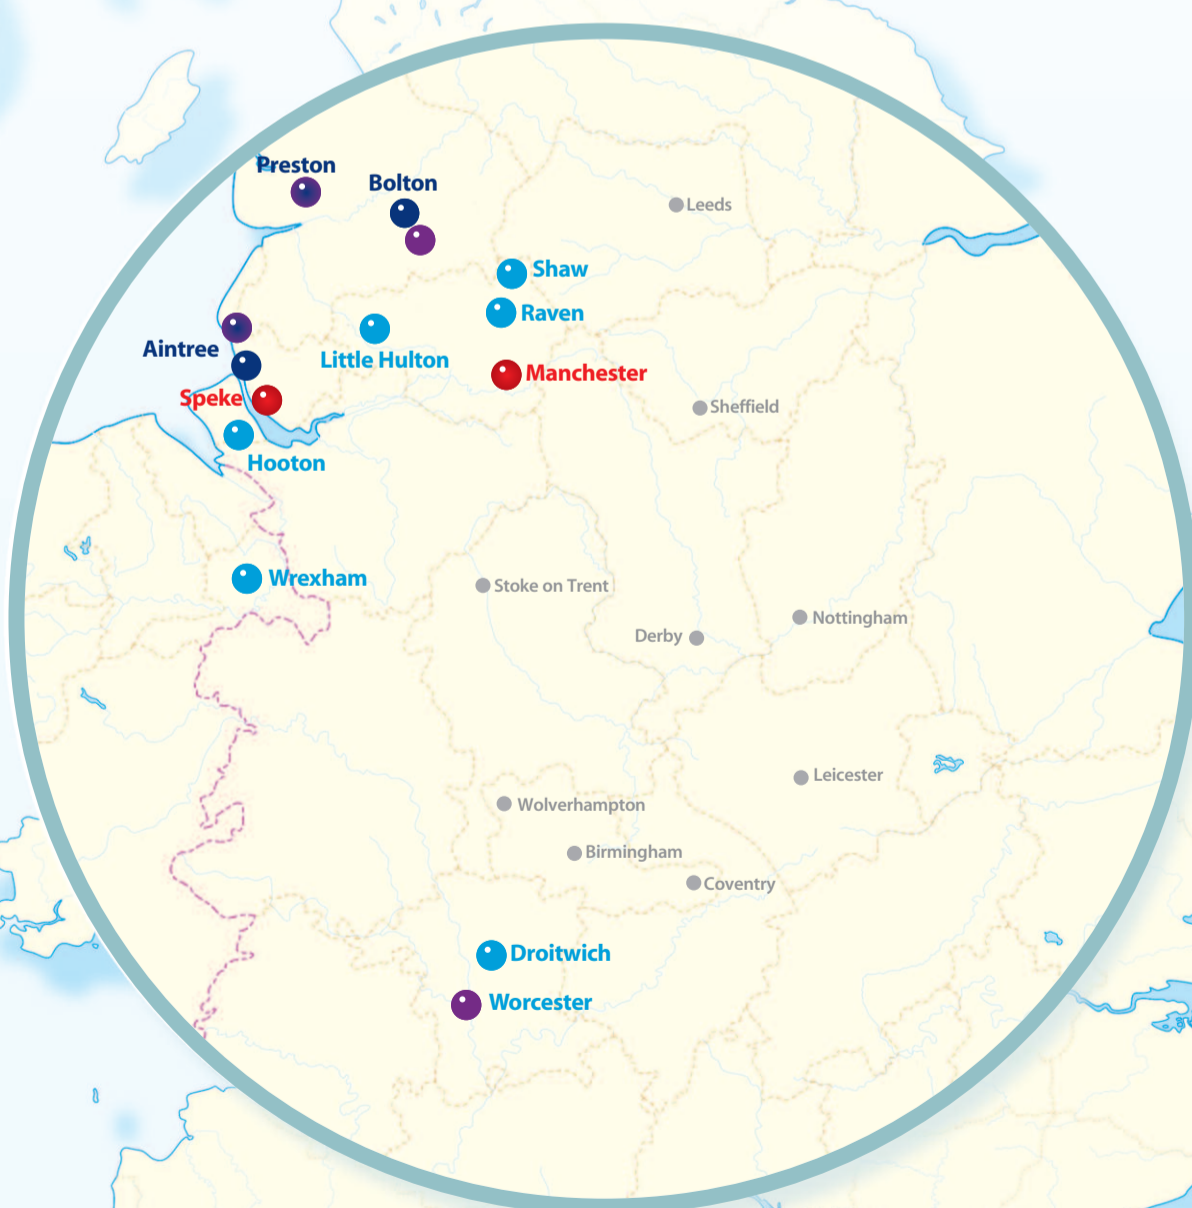 Preston
Bolton
Leeds
Shaw
Raven
Aintree
Little Hulton
Manchester
Speke
Sheffield
Hooton
Wrexham
Stoke on Trent
Nottingham
Derby
Leicester
Wolverhampton
Birmingham
Coventry
Droitwich
Worcester